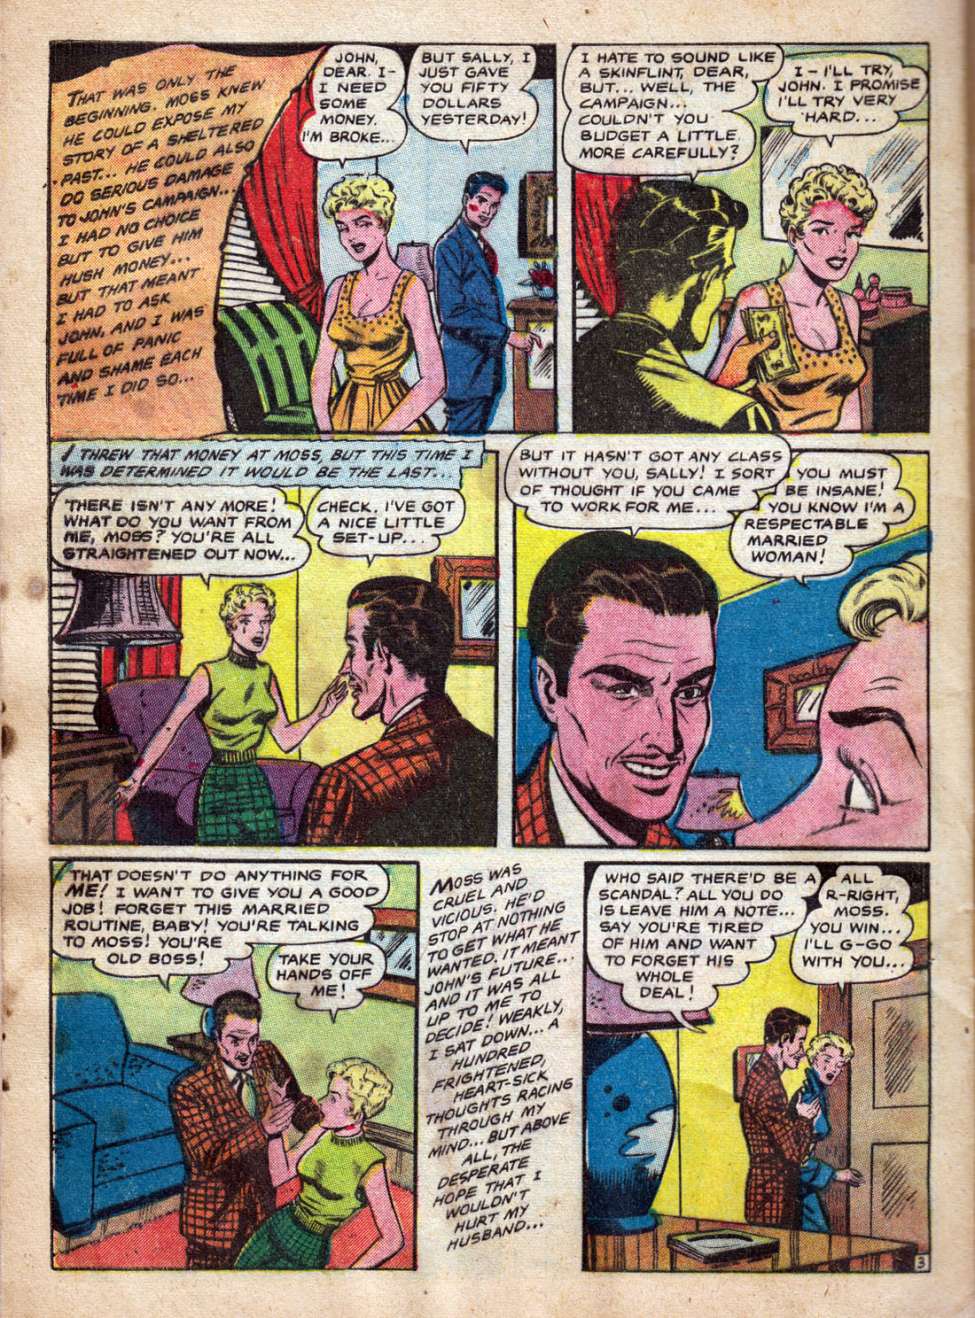 THAT WAS ONLY THE
BEGINNING. MOSS KNEW
HE COULD EXPOSE MY
STORY OF A SHELTERED
PAST... HE COULD ALSO
DO SERIOUS DAMAGE
TO JOHN'S CAMPAIGN...
I HAD NO CHOICE
BUT TO GIVE HIM
HUSH MONEY...
BUT THAT MEANT
I HAD TO ASK
JOHN, AND I WAS
FULL OF PANIC
AND SHAME EACH
TIME I DID SO...
JOHN,
DEAR. I-
I NEED
SOME
MONEY.
I'M BROKE...
BUT SALLY, I
JUST GAVE
YOU FIFTY
DOLLARS
YESTERDAY!
I HATE TO SOUND LIKE
A SKINFLINT, DEAR,
BUT... WELL, THE
CAMPAIGN...
COULDN'T YOU
BUDGET A LITTLE
MORE CAREFULLY?
I-I'LL TRY,
JOHN. I PROMISE
I'LL TRY VERY
HARD...
I THREW THAT MONEY AT MOSS, BUT THIS TIME I
WAS DETERMINED IT WOULD BE THE LAST...
THERE ISN'T ANY MORE!
WHAT DO YOU WANT FROM
ME, MOSS? YOU'RE ALL
STRAIGHTENED OUT NOW...
CHECK. I'VE GOT
A NICE LITTLE
SET-UP...
BUT IT HASN'T GOT ANY CLASS
WITHOUT YOU, SALLY! I SORT
OF THOUGHT IF YOU CAME
TO WORK FOR ME...
YOU MUST
BE INSANE!
YOU KNOW I'M A
RESPECTABLE
MARRIED
WOMAN!
THAT DOESN'T DO ANYTHING FOR
ME! I WANT TO GIVE YOU A GOOD
JOB! FORGET THIS MARRIED
ROUTINE, BABY! YOU'RE TALKING
TO MOSS! YOU'RE
OLD BOSS!
TAKE YOUR
HANDS OFF
ME!
MOSS WAS
CRUEL AND
VICIOUS. HE'D
STOP AT NOTHING
TO GET WHAT HE
WANTED. IT MEANT
JOHN'S FUTURE...
AND IT WAS ALL
UP TO ME TO
DECIDE! WEAKLY,
I SAT DOWN... A
HUNDRED
FRIGHTENED,
HEART-SICK
THOUGHTS RACING
THROUGH MY
MIND... BUT ABOVE
ALL, THE
DESPERATE
HOPE THAT I
WOULDN'T
HURT MY
HUSBAND...
WHO SAID THERE'D BE A
SCANDAL? ALL YOU DO
IS LEAVE HIM A NOTE...
SAY YOU'RE TIRED
OF HIM AND WANT
TO FORGET HIS
WHOLE
DEAL!
ALL
R-RIGHT,
MOSS.
YOU WIN...
I'LL G-GO
WITH YOU...
3